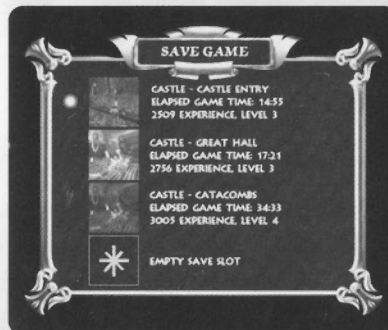 SAVE GAME
CASTLE - CASTLE ENTRY
ELAPSED GAME TIME: 14:55
2509 EXPERIENCE, LEVEL 3
CASTLE - GREAT HALL
ELAPSED GAME TIME: 17:21
2756 EXPERIENCE, LEVEL 3
CASTLE - CATACOMBS
ELAPSED GAME TIME: 34:33
3005 EXPERIENCE, LEVEL 4
EMPTY SAVE SLOT